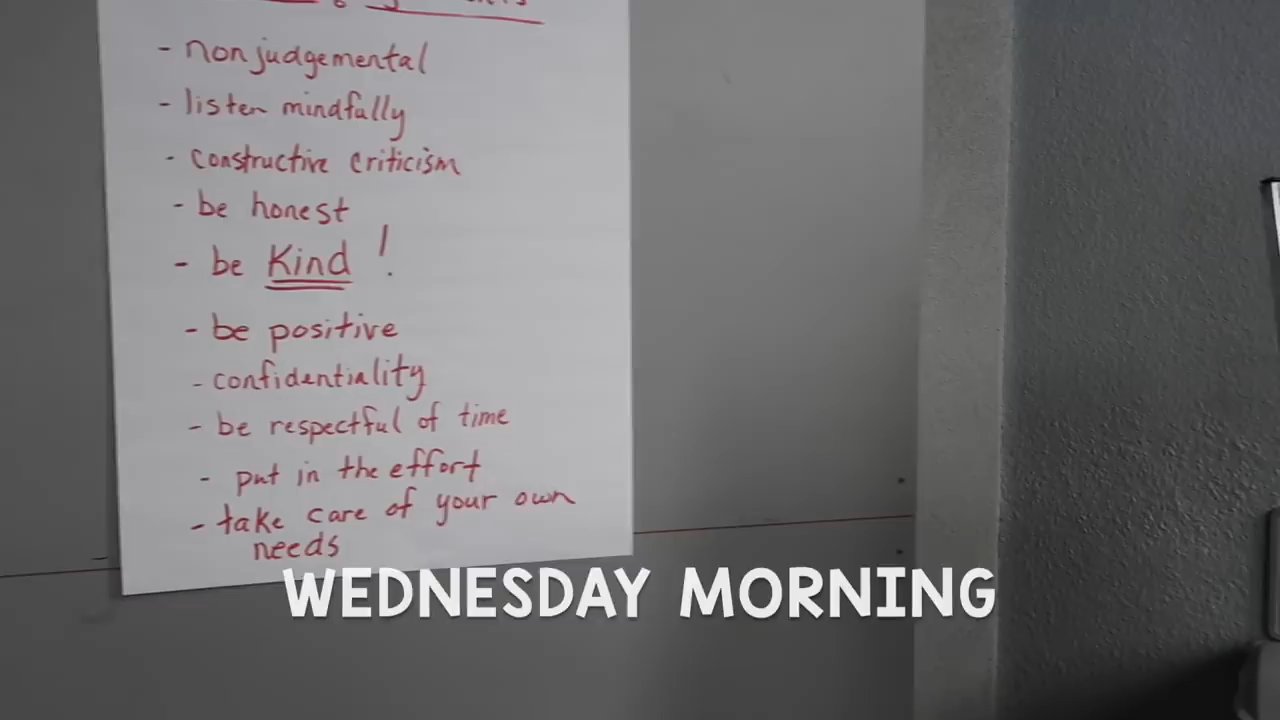 - nonjudgemental
- listen mindfully
- constructive criticism
- be honest
- be Kind !
- be positive
- confidentiality
- be respectful of time
- put in the effort
- take care of your own
needs
WEDNESDAY MORNING